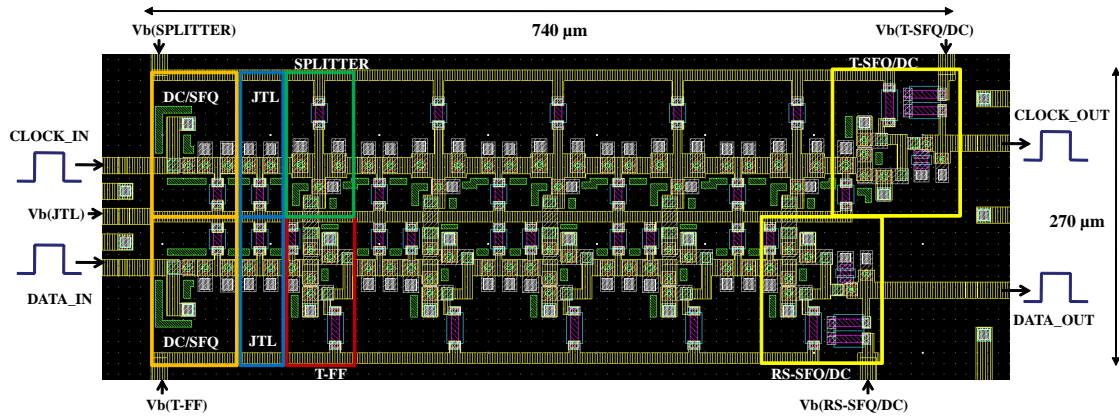 Vb(SPLITTER)
740 µm
Vb(T-SFQ/DC)
SPLITTER
T-SFQ/DC
DC/SFQ
JTL
CLOCK_IN
CLOCK_OUT
Vb(JTL)
270 µm
DATA_IN
DATA_OUT
DC/SFQ
JTL
T-FF
RS-SFQ/DC
Vb(T-FF)
Vb(RS-SFQ/DC)